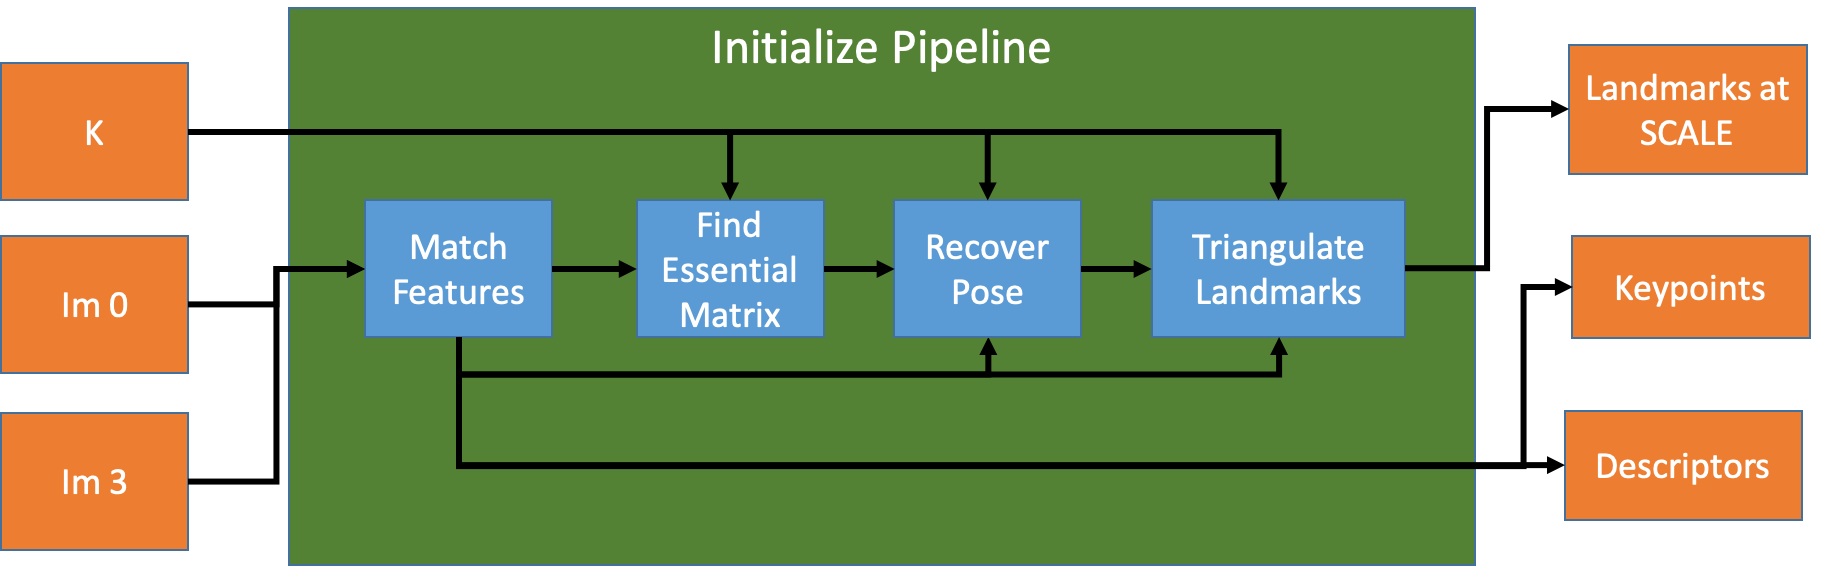 Initialize Pipeline
K
Im 0
Im 3
Match
Features
Find
Essential
Matrix
Recover
Pose
Triangulate
Landmarks
Landmarks at
SCALE
Keypoints
Descriptors